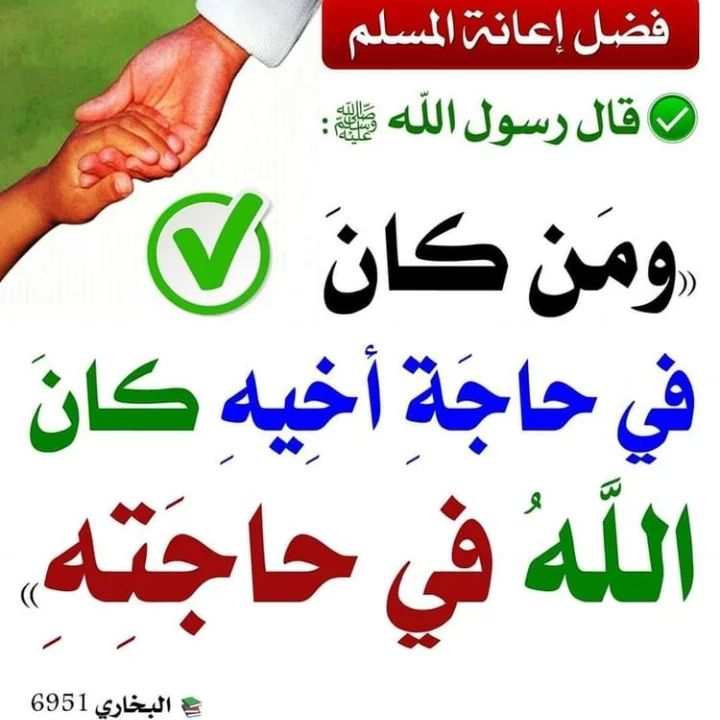 فضل إعانة المسلم
قال رسول الله ﷺ:
«ومَن كانَ
في حاجَةِ أخِيهِ كانَ
اللَّهُ في حاجَتِهِ»
البخاري 6951